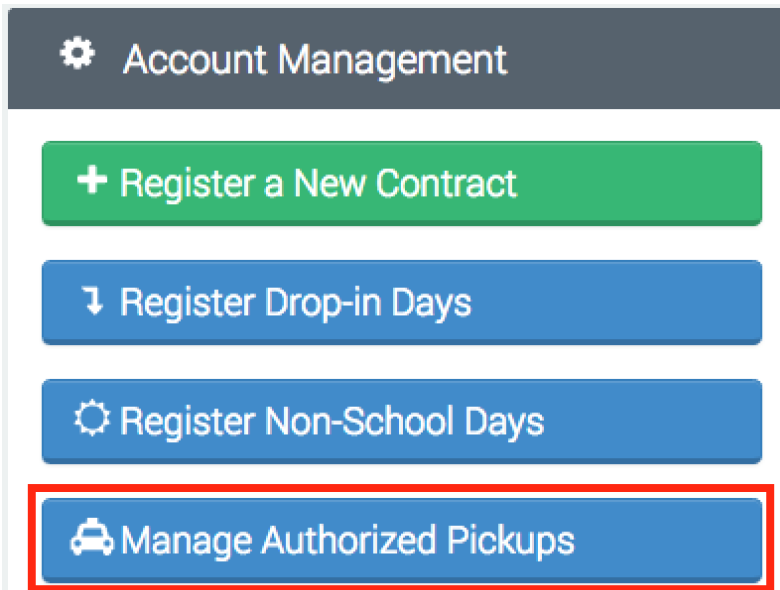 Account Management
Register a New Contract
Register Drop-in Days
Register Non-School Days
Manage Authorized Pickups